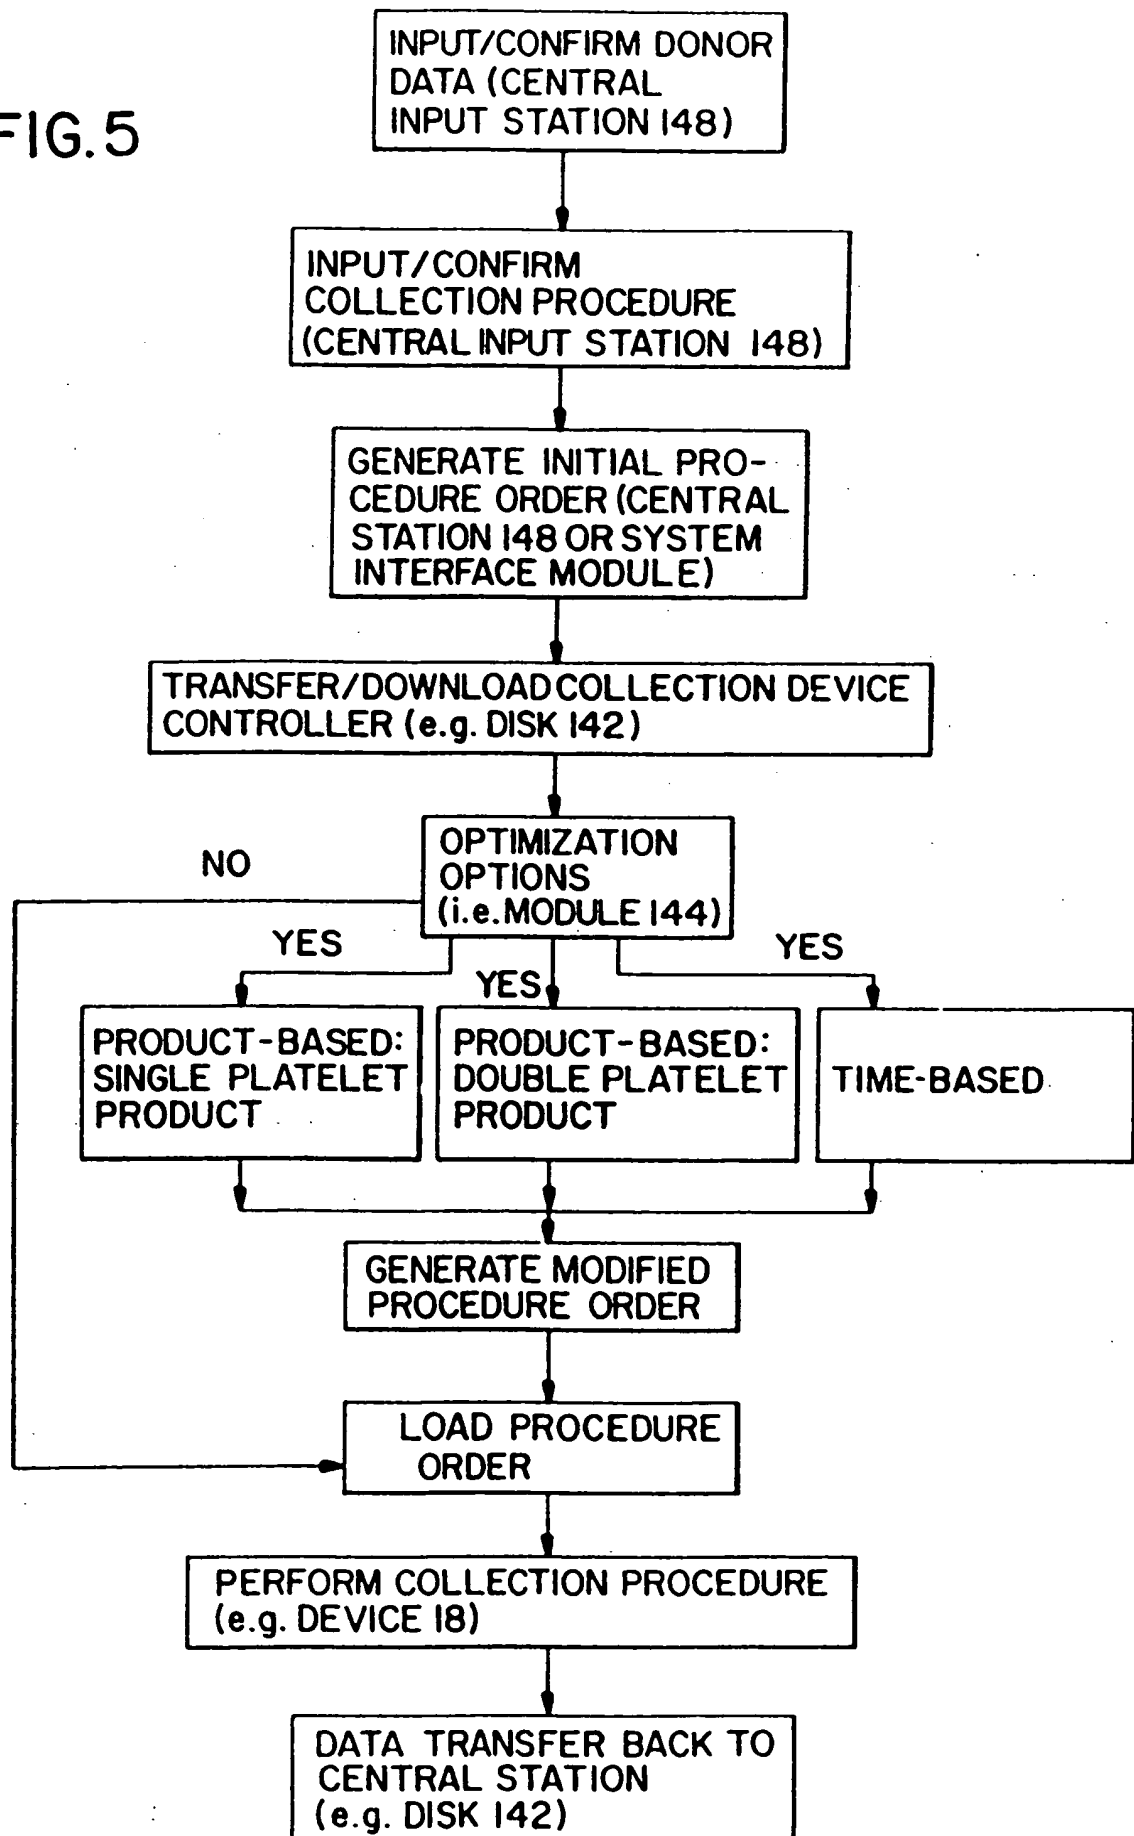 INPUT/CONFIRM DONOR
DATA (CENTRAL
INPUT STATION 148)
FIG. 5
INPUT/CONFIRM
COLLECTION PROCEDURE
(CENTRAL INPUT STATION 148)
GENERATE INITIAL PRO-
CEDURE ORDER (CENTRAL
STATION 148 OR SYSTEM
INTERFACE MODULE)
TRANSFER/DOWNLOAD COLLECTION DEVICE
CONTROLLER (e.g. DISK 142)
OPTIMIZATION
OPTIONS
(i.e. MODULE 144)
NO
YES
YES
YES
PRODUCT-BASED:
SINGLE PLATELET
PRODUCT
PRODUCT-BASED:
DOUBLE PLATELET
PRODUCT
TIME-BASED
GENERATE MODIFIED
PROCEDURE ORDER
LOAD PROCEDURE
ORDER
PERFORM COLLECTION PROCEDURE
(e.g. DEVICE 18)
DATA TRANSFER BACK TO
CENTRAL STATION
(e.g. DISK 142)